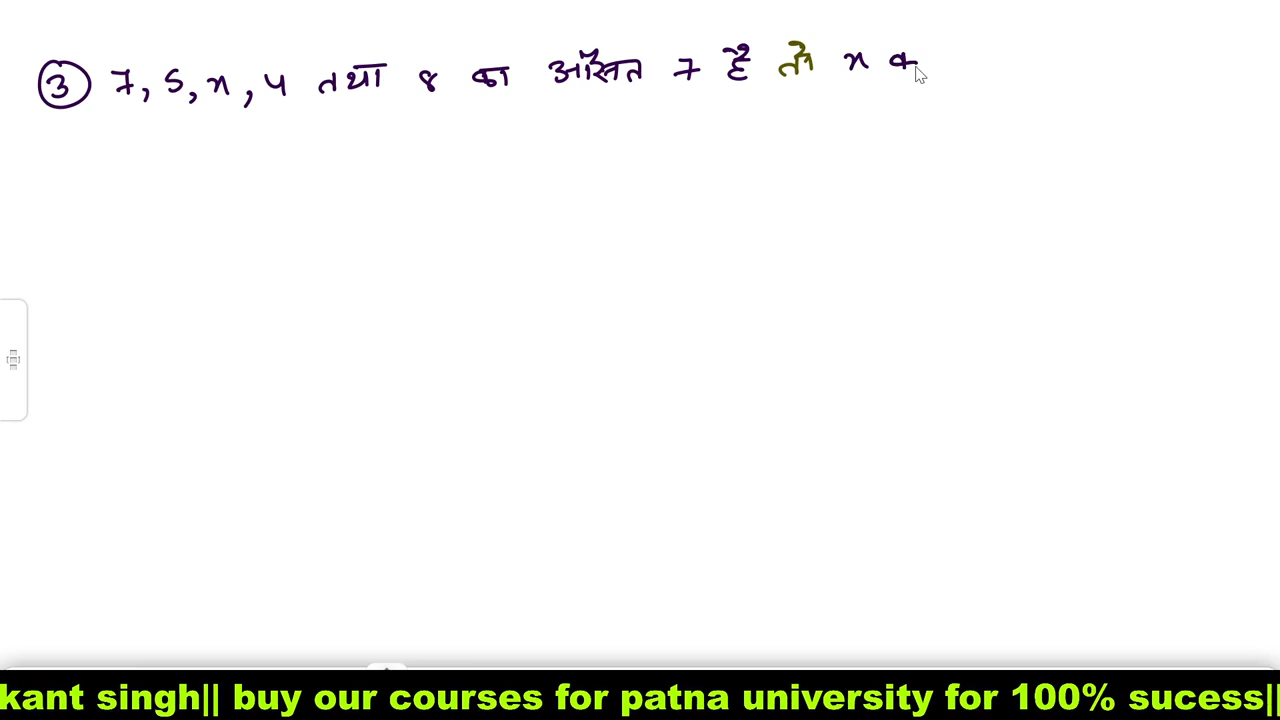 ③ 7, 5, x, 4 तथा 8 का औसत 7 है तो x क
kant singh|| buy our courses for patna university for 100% sucess||